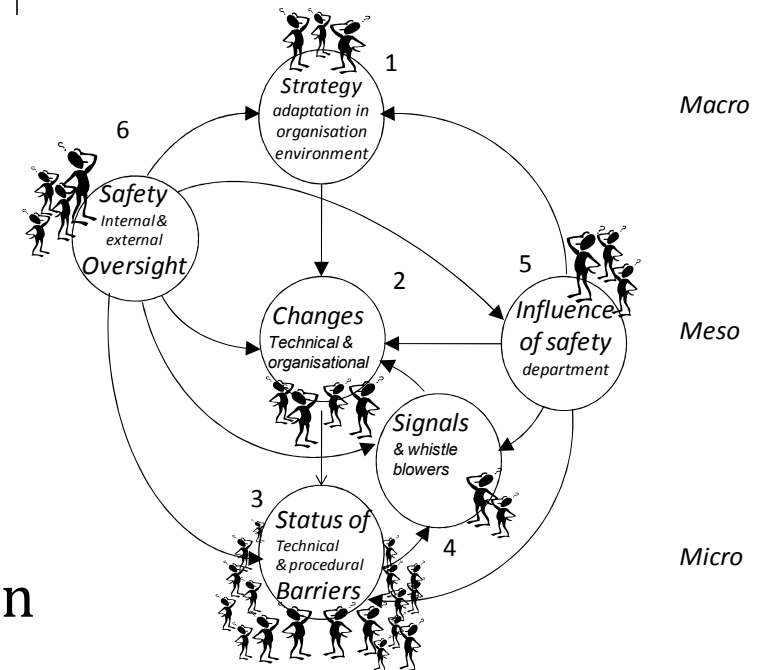 1
Strategy
adaptation in
organisation
environment
Macro
6
Safety
Internal &
external
Oversight
5
Influence
of safety
department
2
Changes
Technical &
organisational
Meso
Signals
& whistle
blowers
4
3
Status of
Technical
& procedural
Barriers
Micro
n